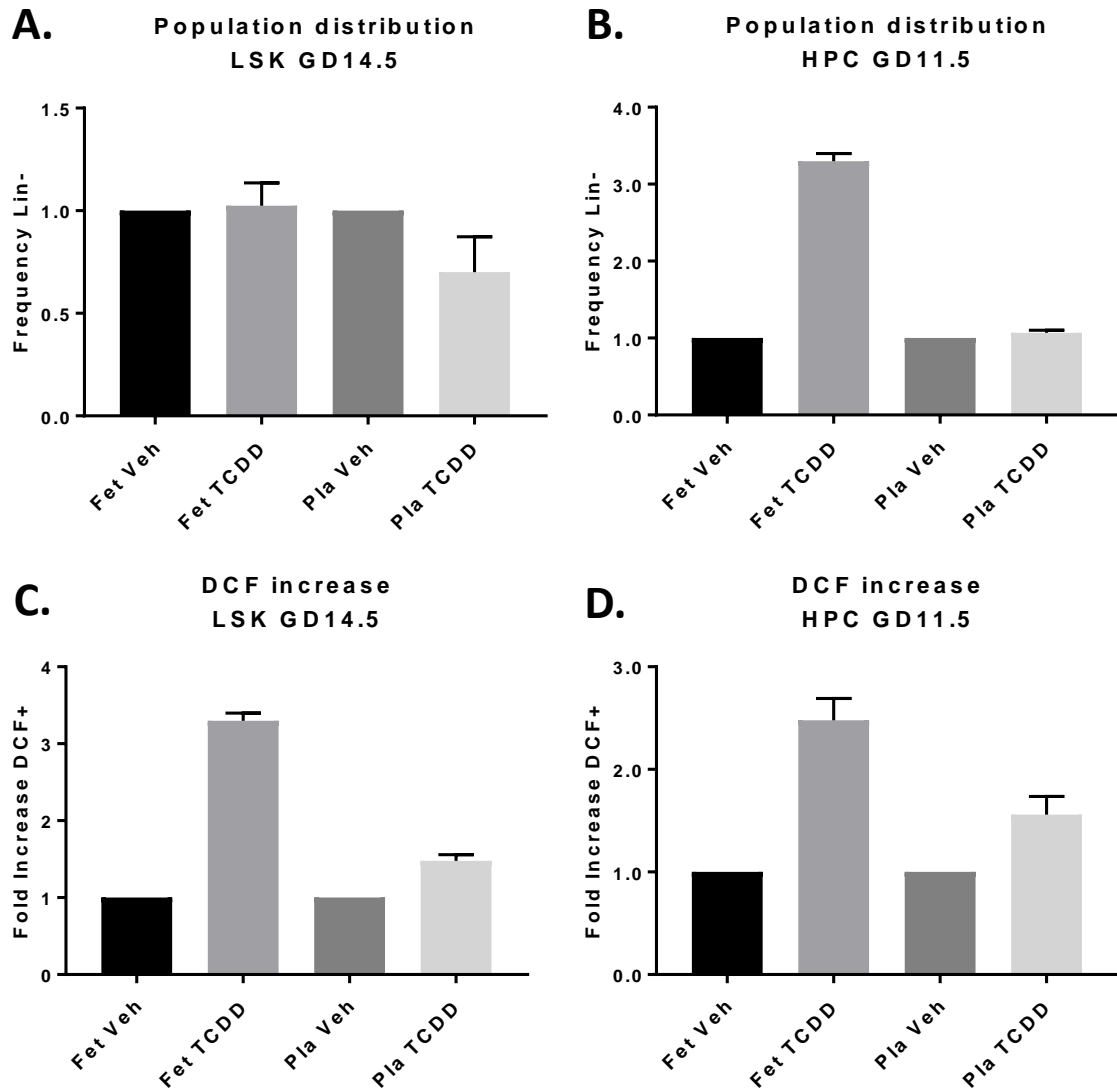 A.
Population distribution
LSK GD14.5
Frequency Lin-
1.5
1.0
0.5
0.0
Fet Veh
Fet TCDD
Pla Veh
Pla TCDD
B.
Population distribution
HPC GD11.5
Frequency Lin-
4.0
3.0
2.0
1.0
0.0
Fet Veh
Fet TCDD
Pla Veh
Pla TCDD
C.
DCF increase
LSK GD14.5
Fold Increase DCF+
4
3
2
1
0
Fet Veh
Fet TCDD
Pla Veh
Pla TCDD
D.
DCF increase
HPC GD11.5
Fold Increase DCF+
3.0
2.0
1.0
0.0
Fet Veh
Fet TCDD
Pla Veh
Pla TCDD